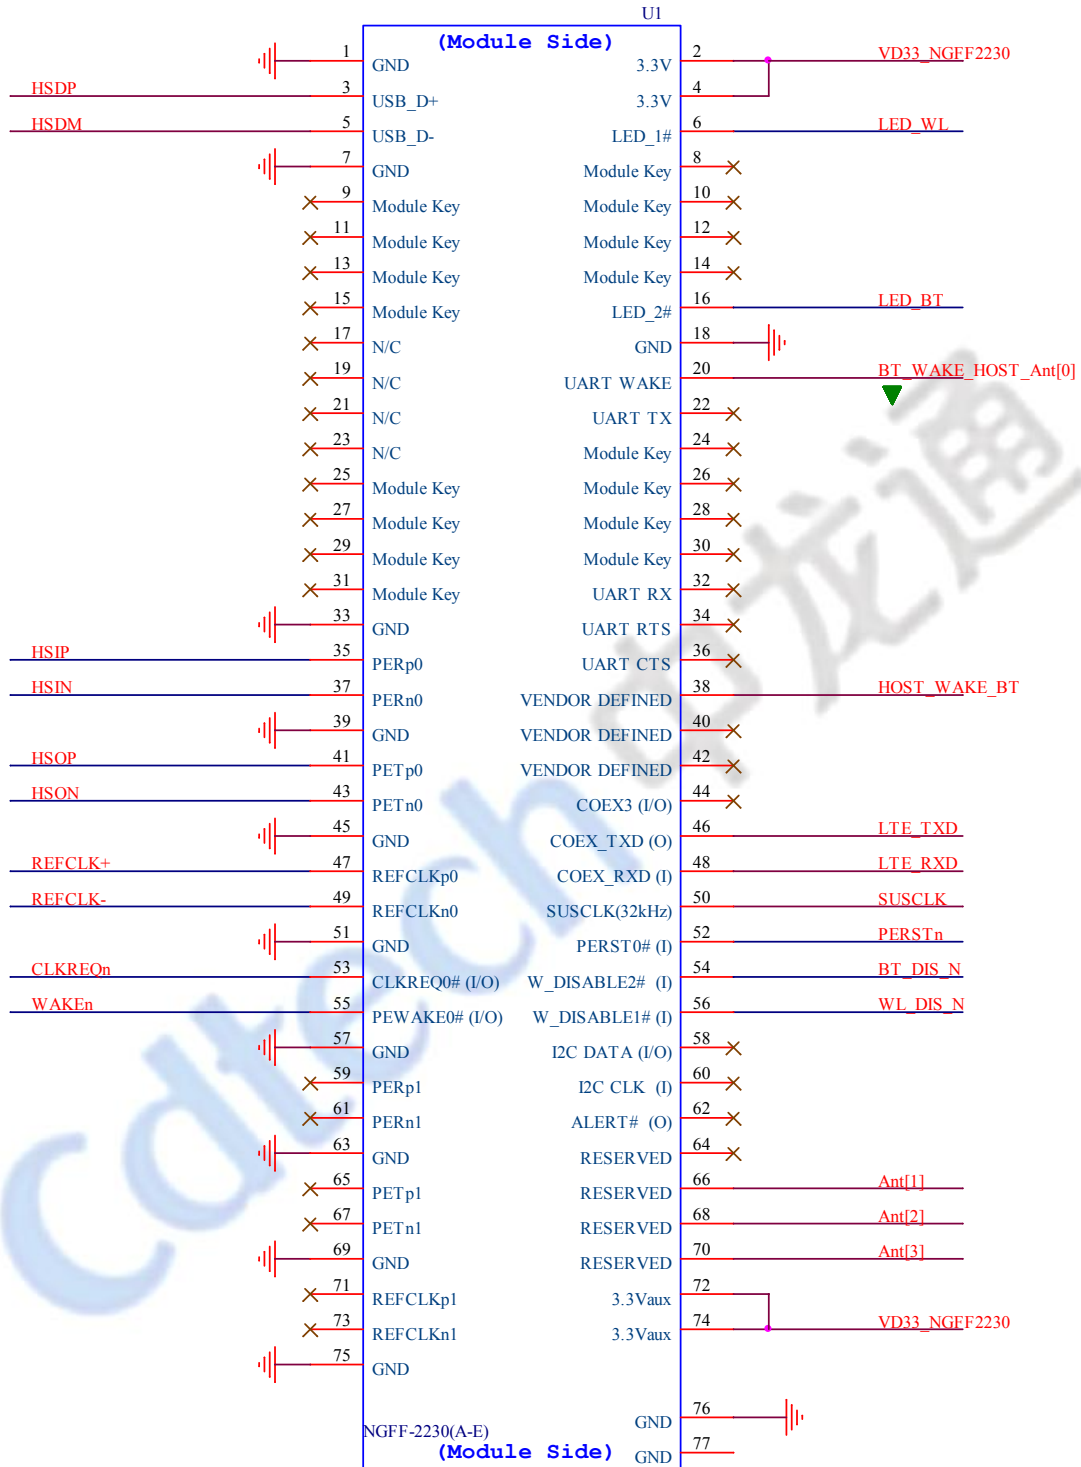 U1
(Module Side)
1 GND 3.3V 2 VD33_NGFF2230
HSDP 3 USB_D+ 3.3V 4
HSDM 5 USB_D- LED_1# 6 LED_WL
7 GND Module Key 8
9 Module Key Module Key 10
11 Module Key Module Key 12
13 Module Key Module Key 14
15 Module Key LED_2# 16 LED_BT
17 N/C GND 18
19 N/C UART WAKE 20 BT_WAKE_HOST_Ant[0]
21 N/C UART TX 22
23 N/C Module Key 24
25 Module Key Module Key 26
27 Module Key Module Key 28
29 Module Key Module Key 30
31 Module Key UART RX 32
33 GND UART RTS 34
HSIP 35 PERp0 UART CTS 36
HSIN 37 PERn0 VENDOR DEFINED 38 HOST_WAKE_BT
39 GND VENDOR DEFINED 40
HSOP 41 PETp0 VENDOR DEFINED 42
HSON 43 PETn0 COEX3 (I/O) 44
45 GND COEX_TXD (O) 46 LTE_TXD
REFCLK+ 47 REFCLKp0 COEX_RXD (I) 48 LTE_RXD
REFCLK- 49 REFCLKn0 SUSCLK(32kHz) 50 SUSCLK
51 GND PERST0# (I) 52 PERSTn
CLKREQn 53 CLKREQ0# (I/O) W_DISABLE2# (I) 54 BT_DIS_N
WAKEn 55 PEWAKE0# (I/O) W_DISABLE1# (I) 56 WL_DIS_N
57 GND I2C DATA (I/O) 58
59 PERp1 I2C CLK (I) 60
61 PERn1 ALERT# (O) 62
63 GND RESERVED 64
65 PETp1 RESERVED 66 Ant[1]
67 PETn1 RESERVED 68 Ant[2]
69 GND RESERVED 70 Ant[3]
71 REFCLKp1 3.3Vaux 72
73 REFCLKn1 3.3Vaux 74 VD33_NGFF2230
75 GND
GND 76
NGFF-2230(A-E)
(Module Side)
GND 77
Cdtech 中龙通